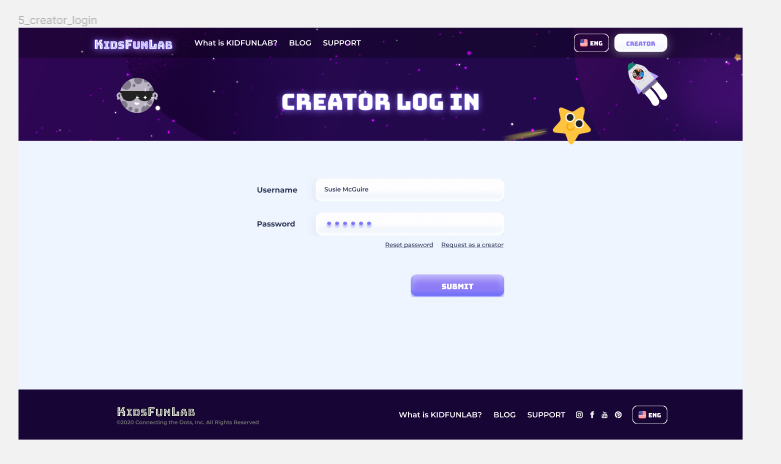 5_creator_login
KIDSFUNLAB What is KIDFUNLAB? BLOG SUPPORT ENG CREATOR
CREATOR LOG IN
Username Susie McGuire
Password
Reset password Request as a creator
SUBMIT
KIDSFUNLAB
What is KIDFUNLAB? BLOG SUPPORT ENG
©2020 Connecting the Dots, Inc. All Rights Reserved